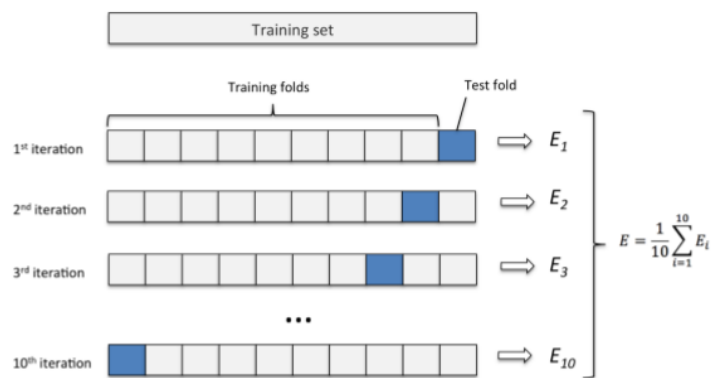 Training set
Training folds
Test fold
1st iteration
E1
2nd iteration
E2
E = 1/10 ∑ i=1 10 Ei
3rd iteration
E3
...
10th iteration
E10